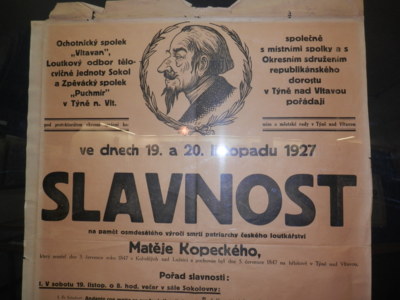 Ochotnický spolek
„Vltavan",
Loutkový odbor tělo-
cvičné jednoty Sokol
a Zpěvácký spolek
„Puchmír"
v Týně n. Vlt.
společně
s místními spolky a s
Okresním sdružením
republikánského
dorostu
v Týně nad Vltavou
pořádají
ve dnech 19. a 20. listopadu 1927
SLAVNOST
na paměť osmdesátého výročí smrti patriarchy českého loutkářství
Matěje Kopeckého,
Pořad slavnosti:
I. V sobotu 19. listop. o 8. hod. večer v sále Sokolovny: